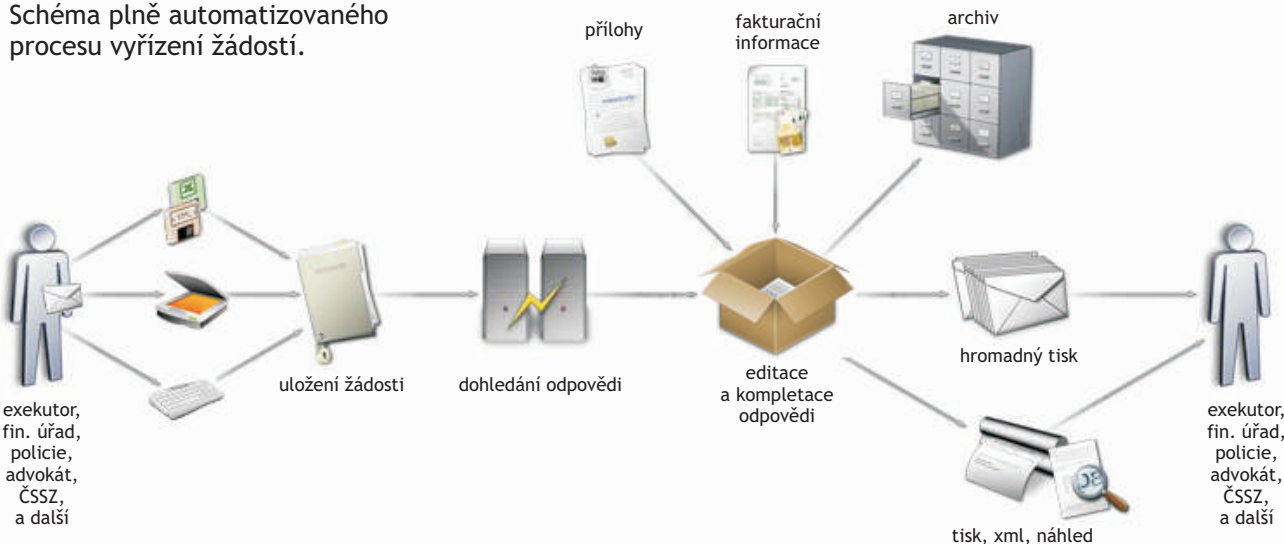 Schéma plně automatizovaného
procesu vyřízení žádostí.
přílohy
fakturační
informace
archiv
uložení žádosti
dohledání odpovědi
editace
a kompletace
odpovědi
hromadný tisk
tisk, xml, náhled
exekutor,
fin. úřad,
policie,
advokát,
ČSSZ,
a další
exekutor,
fin. úřad,
policie,
advokát,
ČSSZ,
a další